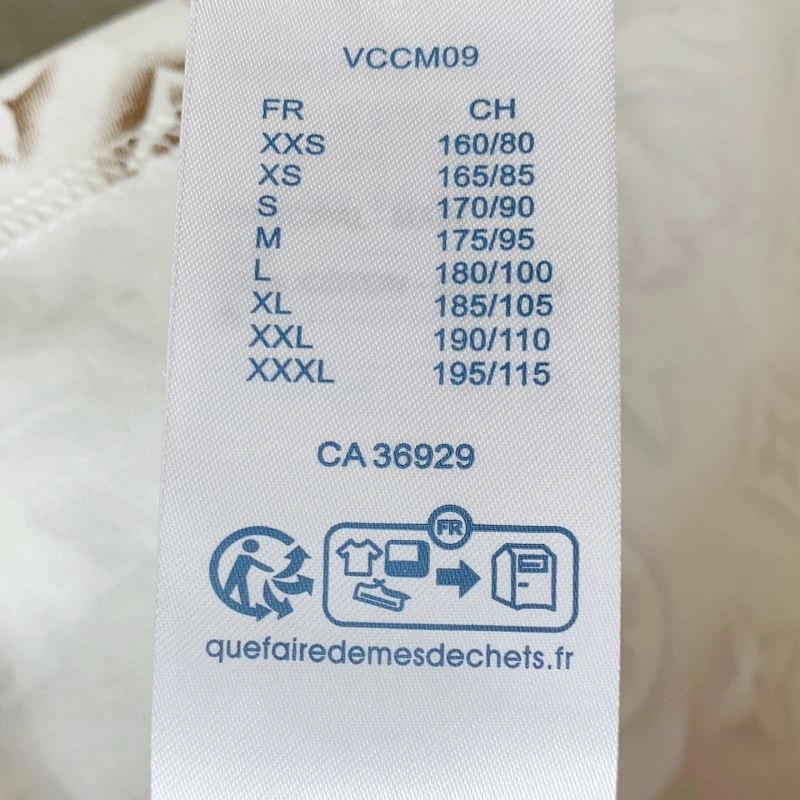 VCCM09
FR CH
XXS 160/80
XS 165/85
S 170/90
M 175/95
L 180/100
XL 185/105
XXL 190/110
XXXL 195/115
CA 36929
FR
quefairedemesdechets.fr